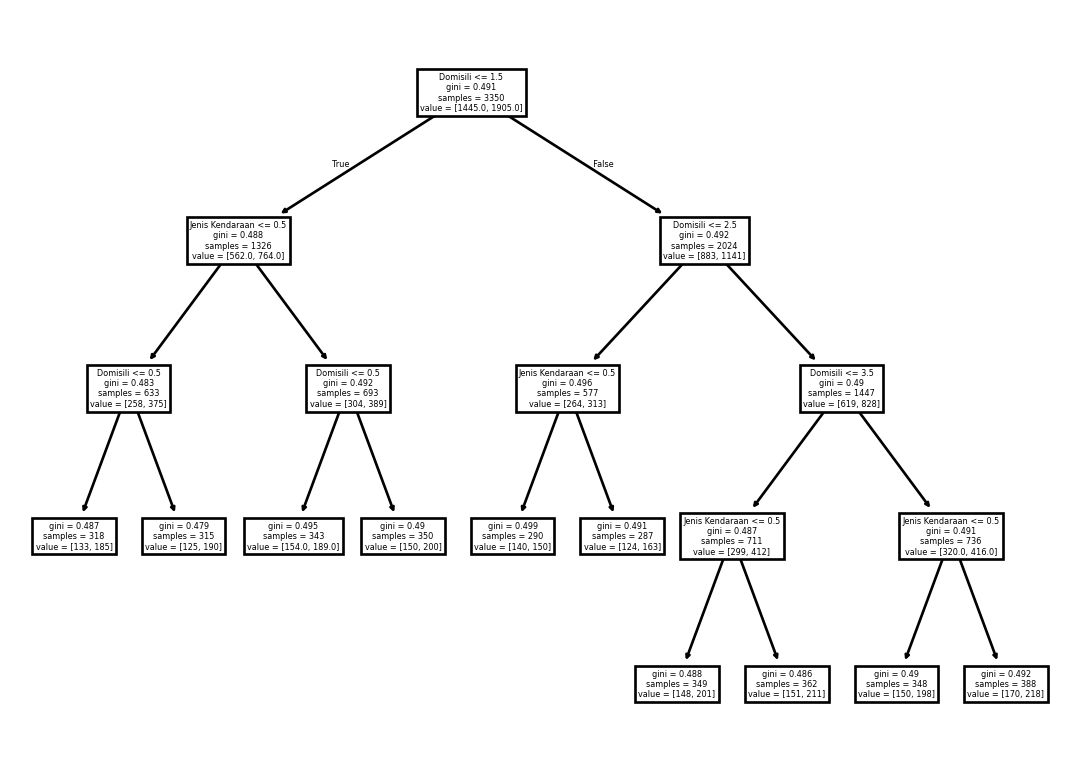 Domisili <= 1.5
gini = 0.491
samples = 3350
value = [1445.0, 1905.0]
True
False
Jenis Kendaraan <= 0.5
gini = 0.488
samples = 1326
value = [562.0, 764.0]
Domisili <= 2.5
gini = 0.492
samples = 2024
value = [883, 1141]
Domisili <= 0.5
gini = 0.483
samples = 633
value = [258, 375]
Domisili <= 0.5
gini = 0.492
samples = 693
value = [304, 389]
Jenis Kendaraan <= 0.5
gini = 0.496
samples = 577
value = [264, 313]
Domisili <= 3.5
gini = 0.49
samples = 1447
value = [619, 828]
gini = 0.487
samples = 318
value = [133, 185]
gini = 0.479
samples = 315
value = [125, 190]
gini = 0.495
samples = 343
value = [154.0, 189.0]
gini = 0.49
samples = 350
value = [150, 200]
gini = 0.499
samples = 290
value = [140, 150]
gini = 0.491
samples = 287
value = [124, 163]
Jenis Kendaraan <= 0.5
gini = 0.487
samples = 711
value = [299, 412]
Jenis Kendaraan <= 0.5
gini = 0.491
samples = 736
value = [320.0, 416.0]
gini = 0.488
samples = 349
value = [148, 201]
gini = 0.486
samples = 362
value = [151, 211]
gini = 0.49
samples = 348
value = [150, 198]
gini = 0.492
samples = 388
value = [170, 218]